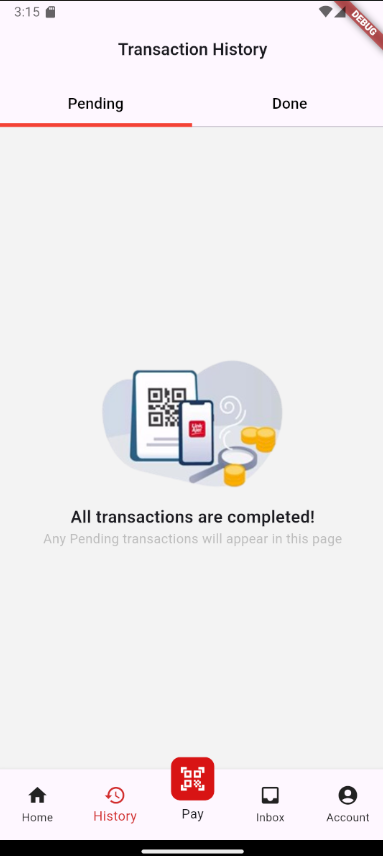 3:15
DEBUG
Transaction History
Pending
Done
LinkAja!
All transactions are completed!
Any Pending transactions will appear in this page
Home
History
Pay
Inbox
Account